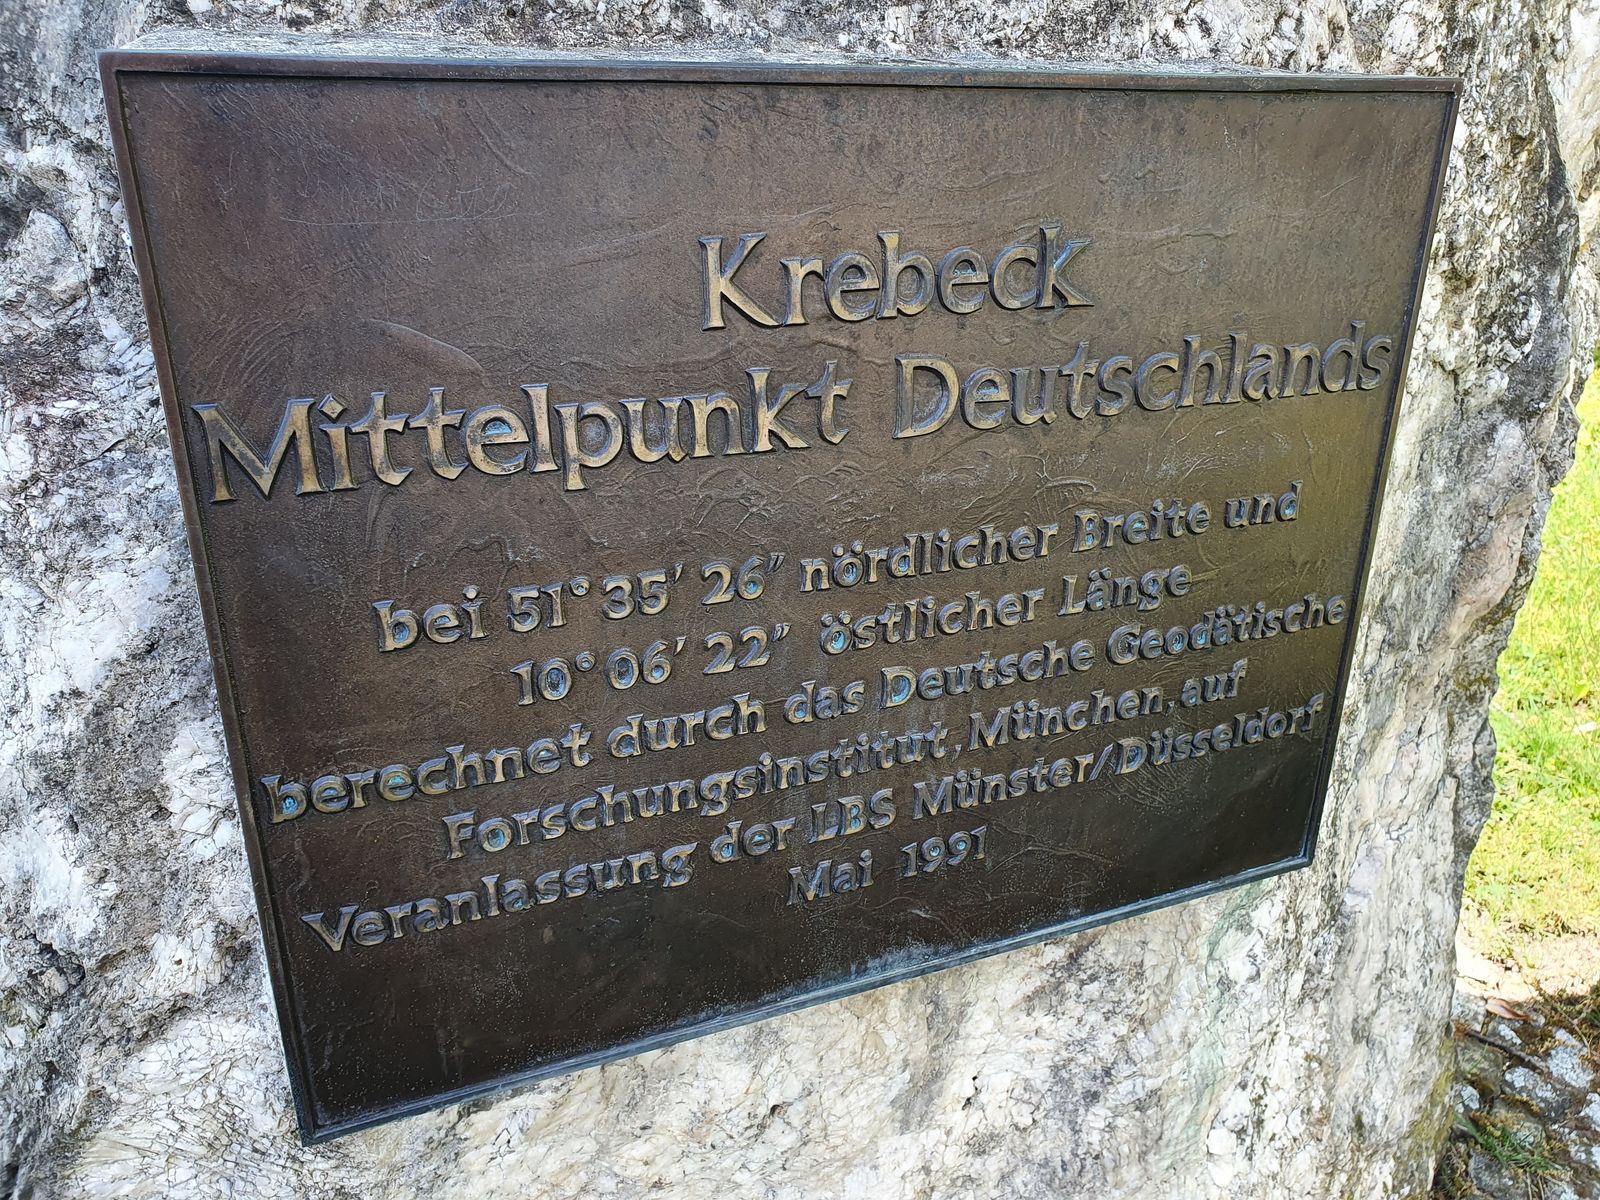 Krebeck
Mittelpunkt Deutschlands
bei 51° 35′ 26″ nördlicher Breite und
10° 06′ 22″ östlicher Länge
berechnet durch das Deutsche Geodätische
Forschungsinstitut, München, auf
Veranlassung der LBS Münster/Düsseldorf
Mai 1991